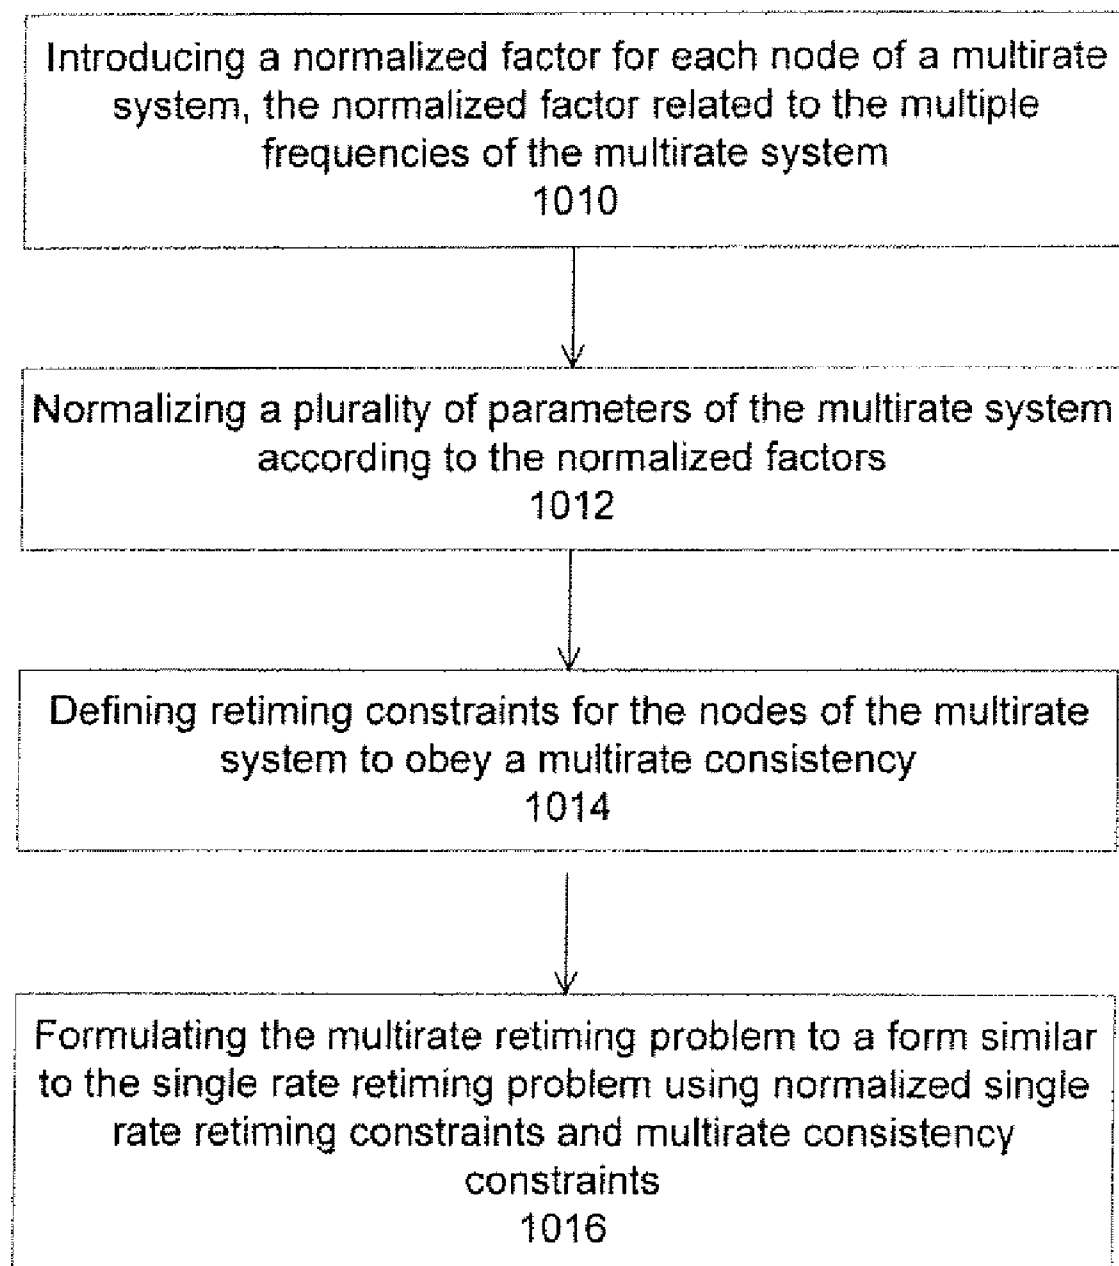 Introducing a normalized factor for each node of a multirate
system, the normalized factor related to the multiple
frequencies of the multirate system
1010
Normalizing a plurality of parameters of the multirate system
according to the normalized factors
1012
Defining retiming constraints for the nodes of the multirate
system to obey a multirate consistency
1014
Formulating the multirate retiming problem to a form similar
to the single rate retiming problem using normalized single
rate retiming constraints and multirate consistency
constraints
1016